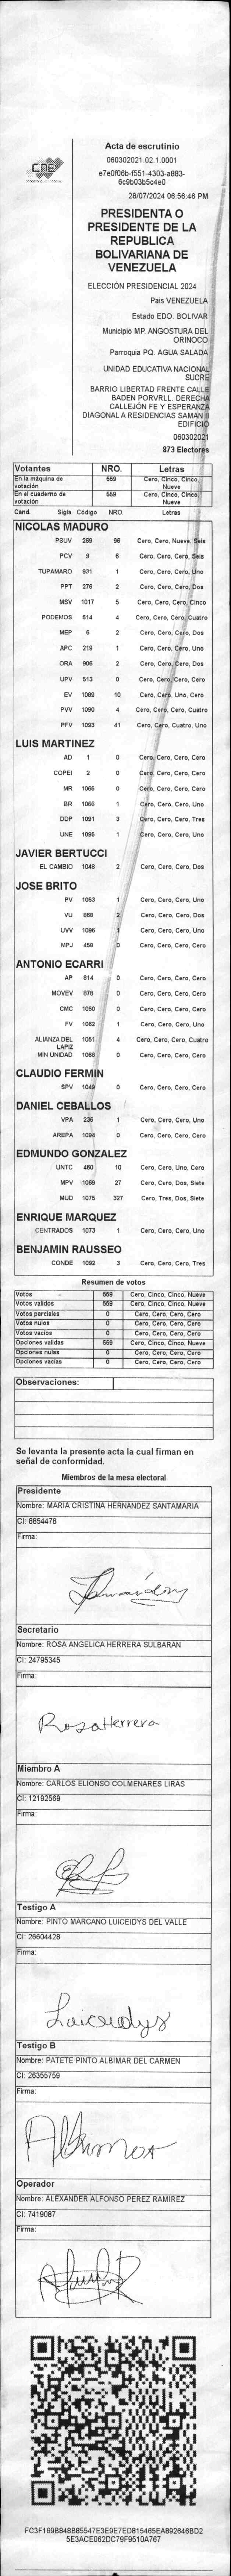 CNE
Acta de escrutinio
060302021.02.1.0001
28/07/2024 06:56:46 PM
PRESIDENTA O
PRESIDENTE DE LA
REPUBLICA
BOLIVARIANA DE
VENEZUELA
ELECCIÓN PRESIDENCIAL 2024
País VENEZUELA
Estado EDO. BOLIVAR
Municipio MP. ANGOSTURA DEL
ORINOCO
Parroquia PQ. AGUA SALADA
UNIDAD EDUCATIVA NACIONAL
SUCRE
BARRIO LIBERTAD FRENTE CALLE
BADEN PORVRLL. DERECHA
CALLEJÓN FE Y ESPERANZA
DIAGONAL A RESIDENCIAS SAMAN II
EDIFICIO
060302021
873 Electores
Votantes NRO. Letras
En la máquina de votación 559 Cero, Cinco, Cinco, Nueve
En el cuaderno de votación 559 Cero, Cinco, Cinco, Nueve
Cand. Sigla Código NRO. Letras
NICOLAS MADURO
PSUV 269 96 Cero, Cero, Nueve, Seis
PCV 9 6 Cero, Cero, Cero, Seis
TUPAMARO 931 1 Cero, Cero, Cero, Uno
PPT 276 2 Cero, Cero, Cero, Dos
MSV 1017 5 Cero, Cero, Cero, Cinco
PODEMOS 514 4 Cero, Cero, Cero, Cuatro
MEP 6 2 Cero, Cero, Cero, Dos
APC 219 1 Cero, Cero, Cero, Uno
ORA 906 2 Cero, Cero, Cero, Dos
UPV 513 0 Cero, Cero, Cero, Cero
EV 1089 10 Cero, Cero, Uno, Cero
PVV 1090 4 Cero, Cero, Cero, Cuatro
PFV 1093 41 Cero, Cero, Cuatro, Uno
LUIS MARTINEZ
AD 1 0 Cero, Cero, Cero, Cero
COPEI 2 0 Cero, Cero, Cero, Cero
MR 1065 0 Cero, Cero, Cero, Cero
BR 1066 1 Cero, Cero, Cero, Uno
DDP 1091 3 Cero, Cero, Cero, Tres
UNE 1095 1 Cero, Cero, Cero, Uno
JAVIER BERTUCCI
EL CAMBIO 1048 2 Cero, Cero, Cero, Dos
JOSE BRITO
PV 1053 1 Cero, Cero, Cero, Uno
VU 668 2 Cero, Cero, Cero, Dos
UVV 1096 1 Cero, Cero, Cero, Uno
MPJ 458 0 Cero, Cero, Cero, Cero
ANTONIO ECARRI
AP 814 0 Cero, Cero, Cero, Cero
MOVEV 878 0 Cero, Cero, Cero, Cero
CMC 1050 0 Cero, Cero, Cero, Cero
FV 1062 1 Cero, Cero, Cero, Uno
ALIANZA DEL LAPIZ 1051 4 Cero, Cero, Cero, Cuatro
MIN UNIDAD 1068 0 Cero, Cero, Cero, Cero
CLAUDIO FERMIN
SPV 1049 0 Cero, Cero, Cero, Cero
DANIEL CEBALLOS
VPA 236 1 Cero, Cero, Cero, Uno
AREPA 1094 0 Cero, Cero, Cero, Cero
EDMUNDO GONZALEZ
UNTC 460 10 Cero, Cero, Uno, Cero
MPV 1069 27 Cero, Cero, Dos, Siete
MUD 1075 327 Cero, Tres, Dos, Siete
ENRIQUE MARQUEZ
CENTRADOS 1073 1 Cero, Cero, Cero, Uno
BENJAMIN RAUSSEO
CONDE 1092 3 Cero, Cero, Cero, Tres
Resumen de votos
Votos 559 Cero, Cinco, Cinco, Nueve
Votos validos 559 Cero, Cinco, Cinco, Nueve
Votos parciales 0 Cero, Cero, Cero, Cero
Votos nulos 0 Cero, Cero, Cero, Cero
Votos vacios 0 Cero, Cero, Cero, Cero
Opciones validas 559 Cero, Cinco, Cinco, Nueve
Opciones nulas 0 Cero, Cero, Cero, Cero
Opciones vacias 0 Cero, Cero, Cero, Cero
Observaciones:
Se levanta la presente acta la cual firman en
señal de conformidad.
Miembros de la mesa electoral
Presidente
Nombre: MARIA CRISTINA HERNANDEZ SANTAMARIA
CI: 8854478
Firma:
Secretario
Nombre: ROSA ANGELICA HERRERA SULBARAN
CI: 24795345
Firma:
Rosa Herrera
Miembro A
Nombre: CARLOS ELIONSO COLMENARES LIRAS
CI: 12192569
Firma:
Testigo A
Nombre: PINTO MARCANO LUICEIDYS DEL VALLE
CI: 26604428
Firma:
Luiceidys
Testigo B
Nombre: PATETE PINTO ALBIMAR DEL CARMEN
CI: 26355759
Firma:
Operador
Nombre: ALEXANDER ALFONSO PEREZ RAMIREZ
CI: 7419087
Firma: